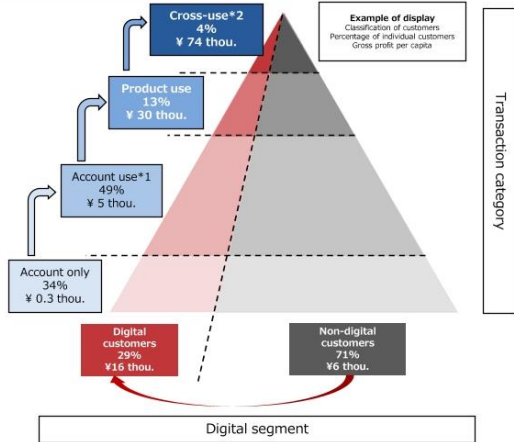 Cross-use*2
4%
¥ 74 thou.
Example of display
Classification of customers
Percentage of individual customers
Gross profit per capita
Product use
13%
¥ 30 thou.
Account use*1
49%
¥ 5 thou.
Account only
34%
¥ 0.3 thou.
Transaction category
Digital
customers
29%
¥16 thou.
Non-digital
customers
71%
¥6 thou.
Digital segment